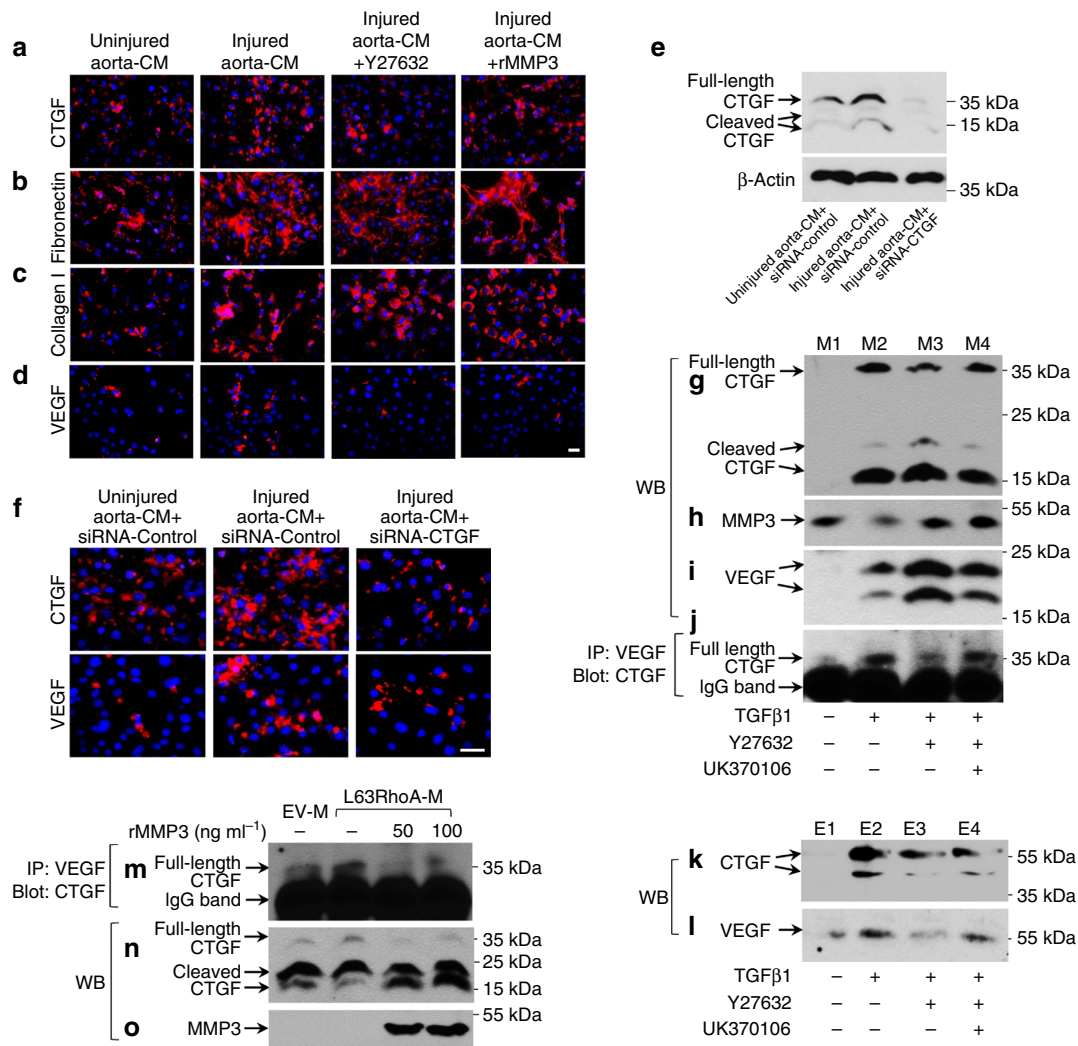 a
Uninjured
aorta-CM
Injured
aorta-CM
Injured
aorta-CM
+Y27632
Injured
aorta-CM
+rMMP3
CTGF
b
Fibronectin
c
Collagen I
d
VEGF
e
Full-length
CTGF
Cleaved
CTGF
35 kDa
15 kDa
β-Actin
35 kDa
Uninjured aorta-CM+
siRNA-control
Injured aorta-CM+
siRNA-control
Injured aorta-CM+
siRNA-CTGF
f
Uninjured
aorta-CM+
siRNA-Control
Injured
aorta-CM+
siRNA-Control
Injured
aorta-CM+
siRNA-CTGF
CTGF
VEGF
M1 M2 M3 M4
WB
g
Full-length
CTGF
Cleaved
CTGF
35 kDa
25 kDa
15 kDa
h
MMP3
55 kDa
35 kDa
i
VEGF
25 kDa
15 kDa
j
IP: VEGF
Blot: CTGF
Full length
CTGF
IgG band
35 kDa
TGFβ1 – + + +
Y27632 – – + +
UK370106 – – – +
E1 E2 E3 E4
WB
k
CTGF
55 kDa
35 kDa
l
VEGF
55 kDa
TGFβ1 – + + +
Y27632 – – + +
UK370106 – – – +
EV-M
L63RhoA-M
rMMP3 (ng ml⁻¹) – – 50 100
IP: VEGF
Blot: CTGF
m
Full-length
CTGF
IgG band
35 kDa
WB
n
Full-length
CTGF
Cleaved
CTGF
35 kDa
25 kDa
15 kDa
o
MMP3
55 kDa